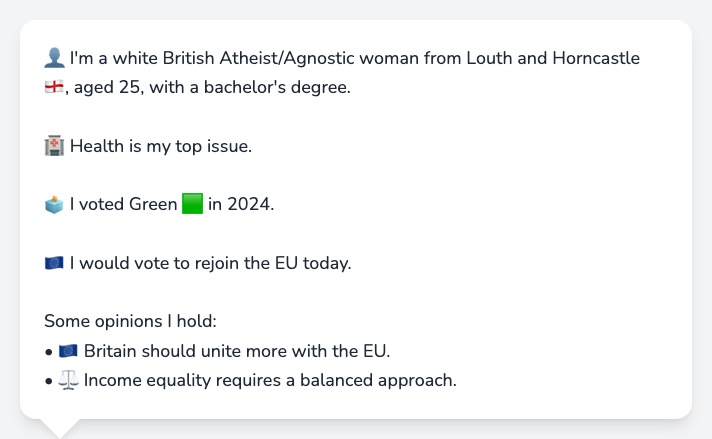 👤 I'm a white British Atheist/Agnostic woman from Louth and Horncastle
🏴󠁧󠁢󠁥󠁮󠁧󠁿, aged 25, with a bachelor's degree.
🏥 Health is my top issue.
🗳️ I voted Green 🟩 in 2024.
🇪🇺 I would vote to rejoin the EU today.
Some opinions I hold:
• 🇪🇺 Britain should unite more with the EU.
• ⚖️ Income equality requires a balanced approach.